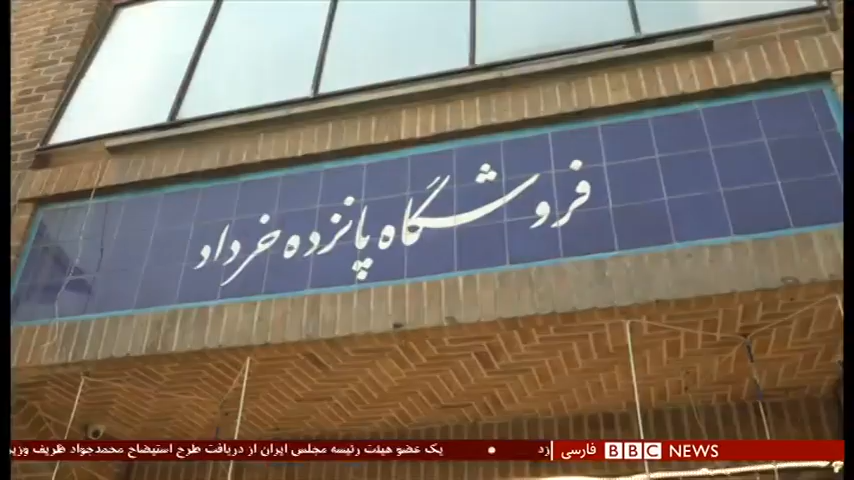 فروشگاه پانزده خرداد
یک عضو هیئت رئیسه مجلس ایران از دریافت طرح استیضاح محمدجواد ظریف وزیر
زد
BBC NEWS فارسی